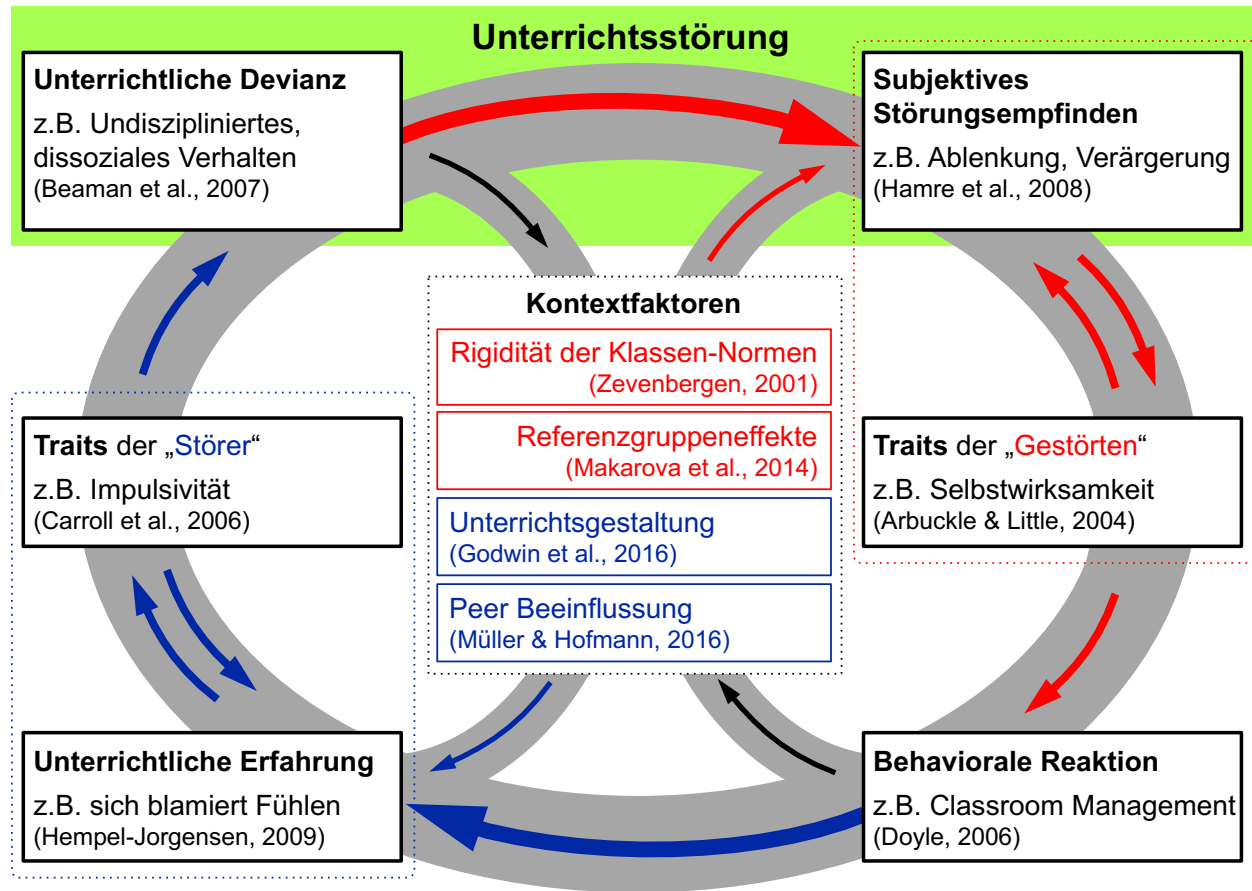 Unterrichtsstörung
Unterrichtliche Devianz
z.B. Undiszipliniertes,
dissoziales Verhalten
(Beaman et al., 2007)
Subjektives
Störungsempfinden
z.B. Ablenkung, Verärgerung
(Hamre et al., 2008)
Kontextfaktoren
Rigidität der Klassen-Normen
(Zevenbergen, 2001)
Referenzgruppeneffekte
(Makarova et al., 2014)
Unterrichtsgestaltung
(Godwin et al., 2016)
Peer Beeinflussung
(Müller & Hofmann, 2016)
Traits der „Störer“
z.B. Impulsivität
(Carroll et al., 2006)
Traits der „Gestörten“
z.B. Selbstwirksamkeit
(Arbuckle & Little, 2004)
Unterrichtliche Erfahrung
z.B. sich blamiert Fühlen
(Hempel-Jorgensen, 2009)
Behaviorale Reaktion
z.B. Classroom Management
(Doyle, 2006)